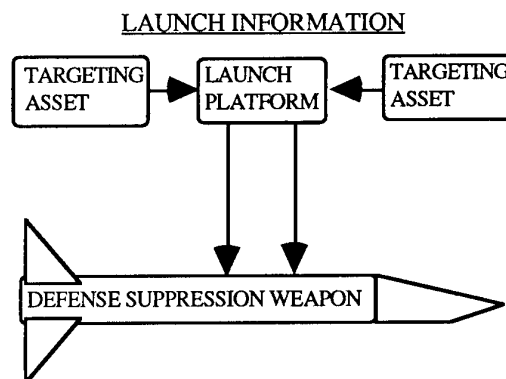 LAUNCH INFORMATION
TARGETING
ASSET
LAUNCH
PLATFORM
TARGETING
ASSET
DEFENSE SUPPRESSION WEAPON